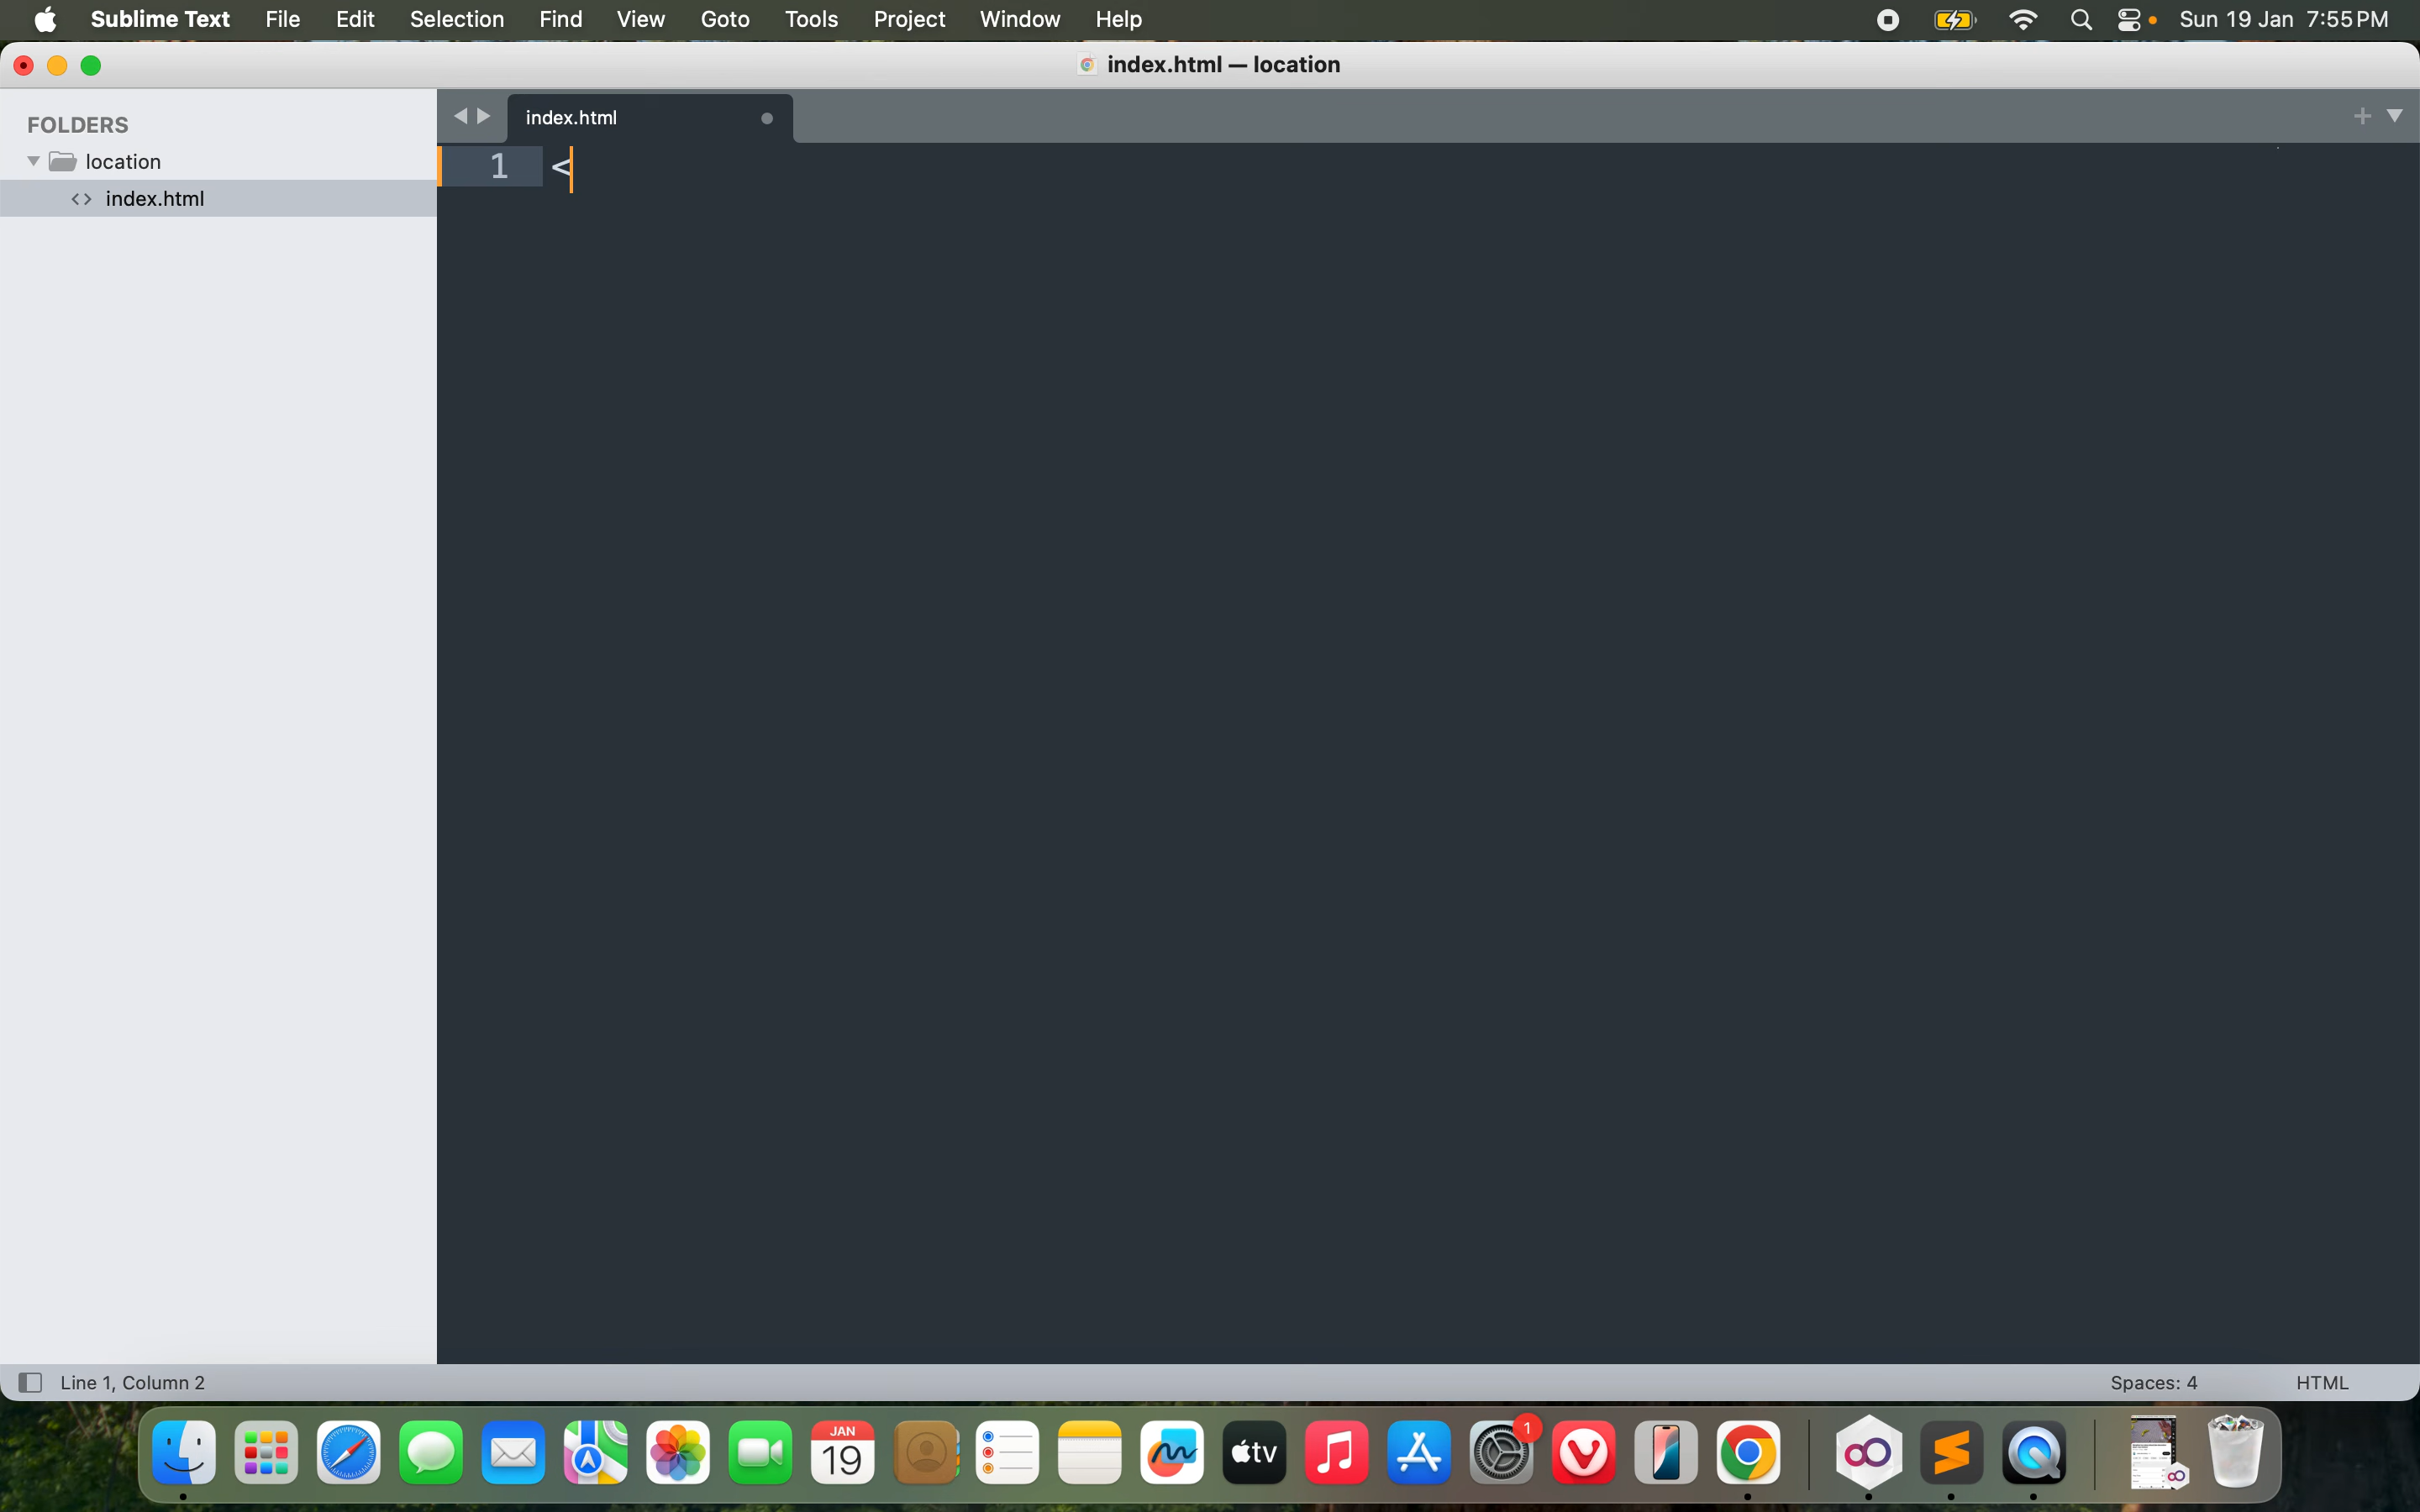 Sublime Text File Edit Selection Find View Goto Tools Project Window Help Sun 19 Jan 7:55 PM
index.html — location
FOLDERS
location
index.html
index.html
1 <
Line 1, Column 2 Spaces: 4 HTML
JAN
19
tv
1